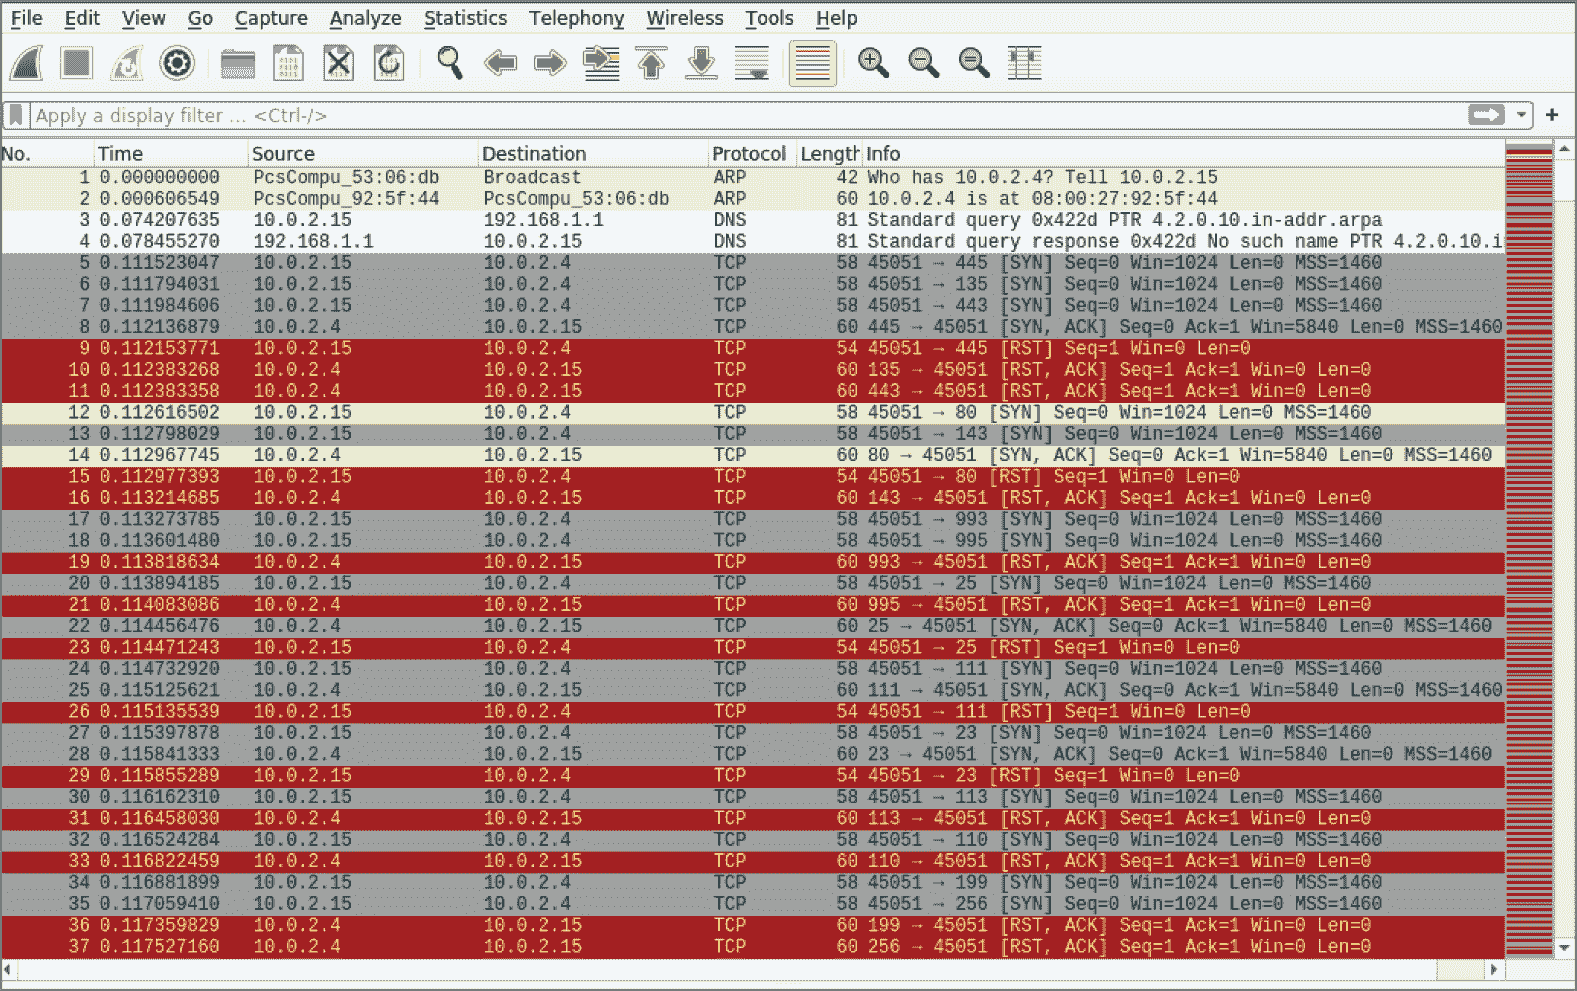 File Edit View Go Capture Analyze Statistics Telephony Wireless Tools Help
Apply a display filter ... <Ctrl-/>
No. Time Source Destination Protocol Length Info
1 0.000000000 PcsCompu_53:06:db Broadcast ARP 42 Who has 10.0.2.4? Tell 10.0.2.15
2 0.000606549 PcsCompu_92:5f:44 PcsCompu_53:06:db ARP 60 10.0.2.4 is at 08:00:27:92:5f:44
3 0.074207635 10.0.2.15 192.168.1.1 DNS 81 Standard query 0x422d PTR 4.2.0.10.in-addr.arpa
4 0.078455270 192.168.1.1 10.0.2.15 DNS 81 Standard query response 0x422d No such name PTR 4.2.0.10.i
5 0.111523047 10.0.2.15 10.0.2.4 TCP 58 45051 → 445 [SYN] Seq=0 Win=1024 Len=0 MSS=1460
6 0.111794031 10.0.2.15 10.0.2.4 TCP 58 45051 → 135 [SYN] Seq=0 Win=1024 Len=0 MSS=1460
7 0.111984606 10.0.2.15 10.0.2.4 TCP 58 45051 → 443 [SYN] Seq=0 Win=1024 Len=0 MSS=1460
8 0.112136879 10.0.2.4 10.0.2.15 TCP 60 445 → 45051 [SYN, ACK] Seq=0 Ack=1 Win=5840 Len=0 MSS=1460
9 0.112153771 10.0.2.15 10.0.2.4 TCP 54 45051 → 445 [RST] Seq=1 Win=0 Len=0
10 0.112383268 10.0.2.4 10.0.2.15 TCP 60 135 → 45051 [RST, ACK] Seq=1 Ack=1 Win=0 Len=0
11 0.112383358 10.0.2.4 10.0.2.15 TCP 60 443 → 45051 [RST, ACK] Seq=1 Ack=1 Win=0 Len=0
12 0.112616502 10.0.2.15 10.0.2.4 TCP 58 45051 → 80 [SYN] Seq=0 Win=1024 Len=0 MSS=1460
13 0.112798029 10.0.2.15 10.0.2.4 TCP 58 45051 → 143 [SYN] Seq=0 Win=1024 Len=0 MSS=1460
14 0.112967745 10.0.2.4 10.0.2.15 TCP 60 80 → 45051 [SYN, ACK] Seq=0 Ack=1 Win=5840 Len=0 MSS=1460
15 0.112977393 10.0.2.15 10.0.2.4 TCP 54 45051 → 80 [RST] Seq=1 Win=0 Len=0
16 0.113214685 10.0.2.4 10.0.2.15 TCP 60 143 → 45051 [RST, ACK] Seq=1 Ack=1 Win=0 Len=0
17 0.113273785 10.0.2.15 10.0.2.4 TCP 58 45051 → 993 [SYN] Seq=0 Win=1024 Len=0 MSS=1460
18 0.113601480 10.0.2.15 10.0.2.4 TCP 58 45051 → 995 [SYN] Seq=0 Win=1024 Len=0 MSS=1460
19 0.113818634 10.0.2.4 10.0.2.15 TCP 60 993 → 45051 [RST, ACK] Seq=1 Ack=1 Win=0 Len=0
20 0.113894185 10.0.2.15 10.0.2.4 TCP 58 45051 → 25 [SYN] Seq=0 Win=1024 Len=0 MSS=1460
21 0.114083086 10.0.2.4 10.0.2.15 TCP 60 995 → 45051 [RST, ACK] Seq=1 Ack=1 Win=0 Len=0
22 0.114456476 10.0.2.4 10.0.2.15 TCP 60 25 → 45051 [SYN, ACK] Seq=0 Ack=1 Win=5840 Len=0 MSS=1460
23 0.114471243 10.0.2.15 10.0.2.4 TCP 54 45051 → 25 [RST] Seq=1 Win=0 Len=0
24 0.114732920 10.0.2.15 10.0.2.4 TCP 58 45051 → 111 [SYN] Seq=0 Win=1024 Len=0 MSS=1460
25 0.115125621 10.0.2.4 10.0.2.15 TCP 60 111 → 45051 [SYN, ACK] Seq=0 Ack=1 Win=5840 Len=0 MSS=1460
26 0.115135539 10.0.2.15 10.0.2.4 TCP 54 45051 → 111 [RST] Seq=1 Win=0 Len=0
27 0.115397878 10.0.2.15 10.0.2.4 TCP 58 45051 → 23 [SYN] Seq=0 Win=1024 Len=0 MSS=1460
28 0.115841333 10.0.2.4 10.0.2.15 TCP 60 23 → 45051 [SYN, ACK] Seq=0 Ack=1 Win=5840 Len=0 MSS=1460
29 0.115855289 10.0.2.15 10.0.2.4 TCP 54 45051 → 23 [RST] Seq=1 Win=0 Len=0
30 0.116162310 10.0.2.15 10.0.2.4 TCP 58 45051 → 113 [SYN] Seq=0 Win=1024 Len=0 MSS=1460
31 0.116458030 10.0.2.4 10.0.2.15 TCP 60 113 → 45051 [RST, ACK] Seq=1 Ack=1 Win=0 Len=0
32 0.116524284 10.0.2.15 10.0.2.4 TCP 58 45051 → 110 [SYN] Seq=0 Win=1024 Len=0 MSS=1460
33 0.116822459 10.0.2.4 10.0.2.15 TCP 60 110 → 45051 [RST, ACK] Seq=1 Ack=1 Win=0 Len=0
34 0.116881899 10.0.2.15 10.0.2.4 TCP 58 45051 → 199 [SYN] Seq=0 Win=1024 Len=0 MSS=1460
35 0.117059410 10.0.2.15 10.0.2.4 TCP 58 45051 → 256 [SYN] Seq=0 Win=1024 Len=0 MSS=1460
36 0.117359829 10.0.2.4 10.0.2.15 TCP 60 199 → 45051 [RST, ACK] Seq=1 Ack=1 Win=0 Len=0
37 0.117527160 10.0.2.4 10.0.2.15 TCP 60 256 → 45051 [RST, ACK] Seq=1 Ack=1 Win=0 Len=0